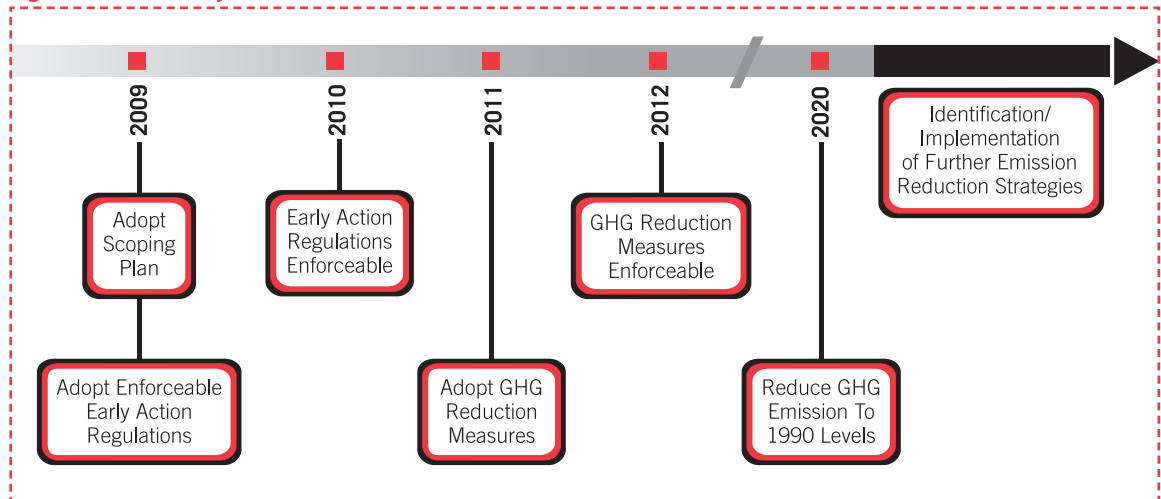 2009
2010
2011
2012
2020
Identification/
Implementation
of Further Emission
Reduction Strategies
Adopt
Scoping
Plan
Early Action
Regulations
Enforceable
GHG Reduction
Measures
Enforceable
Adopt Enforceable
Early Action
Regulations
Adopt GHG
Reduction
Measures
Reduce GHG
Emission To
1990 Levels